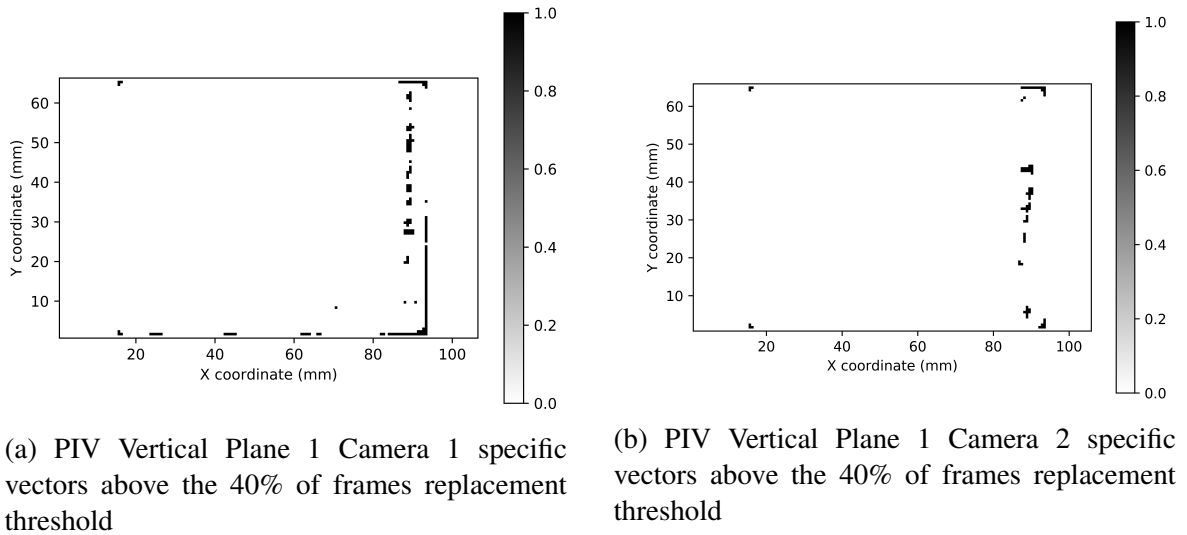 1.0
0.8
0.6
0.4
0.2
0.0
60
50
40
30
20
10
Y coordinate (mm)
20 40 60 80 100
X coordinate (mm)
(a) PIV Vertical Plane 1 Camera 1 specific
vectors above the 40% of frames replacement
threshold
1.0
0.8
0.6
0.4
0.2
0.0
60
50
40
30
20
10
Y coordinate (mm)
20 40 60 80 100
X coordinate (mm)
(b) PIV Vertical Plane 1 Camera 2 specific
vectors above the 40% of frames replacement
threshold